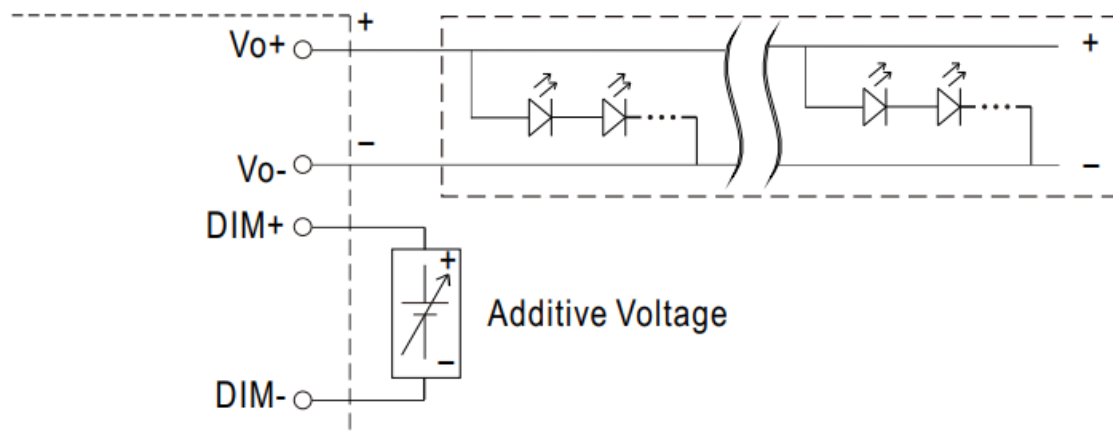 Vo+
+
+
−
Vo-
−
DIM+
+
Additive Voltage
−
DIM-